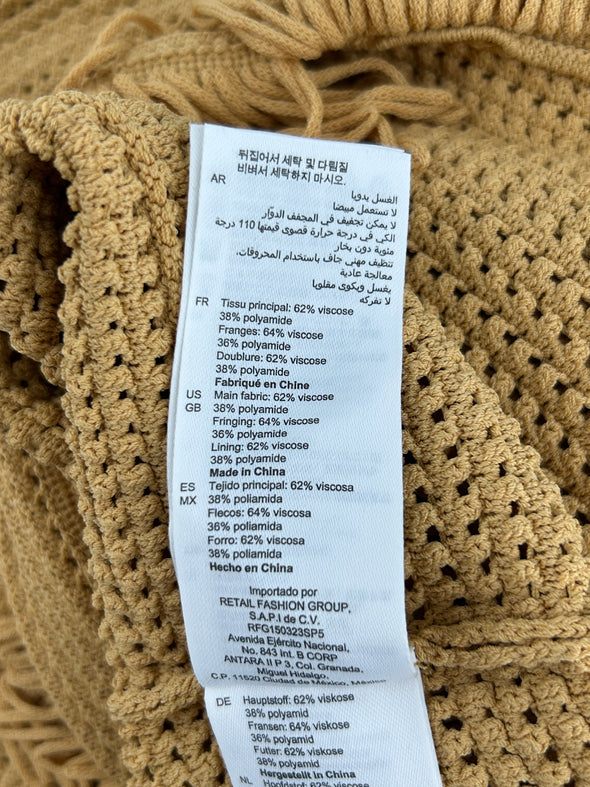 뒤집어서 세탁 및 다림질
비벼서 세탁하지 마시오.
AR
الغسل يدويا
لا تستعمل مبيضا
لا يمكن تجفيف في المجفف الدوّار
الكي في درجة حرارة قصوى قيمتها 110 درجة
مئوية دون بخار
تنظيف مهني جاف باستخدام المحروقات،
معالجة عادية
يغسل ويكوى مقلوبا
لا تفركه
FR Tissu principal: 62% viscose
38% polyamide
Franges: 64% viscose
36% polyamide
Doublure: 62% viscose
38% polyamide
Fabriqué en Chine
US Main fabric: 62% viscose
GB 38% polyamide
Fringing: 64% viscose
36% polyamide
Lining: 62% viscose
38% polyamide
Made in China
ES Tejido principal: 62% viscosa
MX 38% poliamida
Flecos: 64% viscosa
36% poliamida
Forro: 62% viscosa
38% poliamida
Hecho en China
Importado por
RETAIL FASHION GROUP,
S.A.P.I de C.V.
RFG150323SP5
Avenida Ejército Nacional,
No. 843 int. B CORP
ANTARA II P 3, Col. Granada,
Miguel Hidalgo,
C.P. 11520 Ciudad de México, México
DE Hauptstoff: 62% viskose
38% polyamid
Fransen: 64% viskose
36% polyamid
Futter: 62% viskose
38% polyamid
Hergestellt in China
NL Hoofdstof: 62% viscose